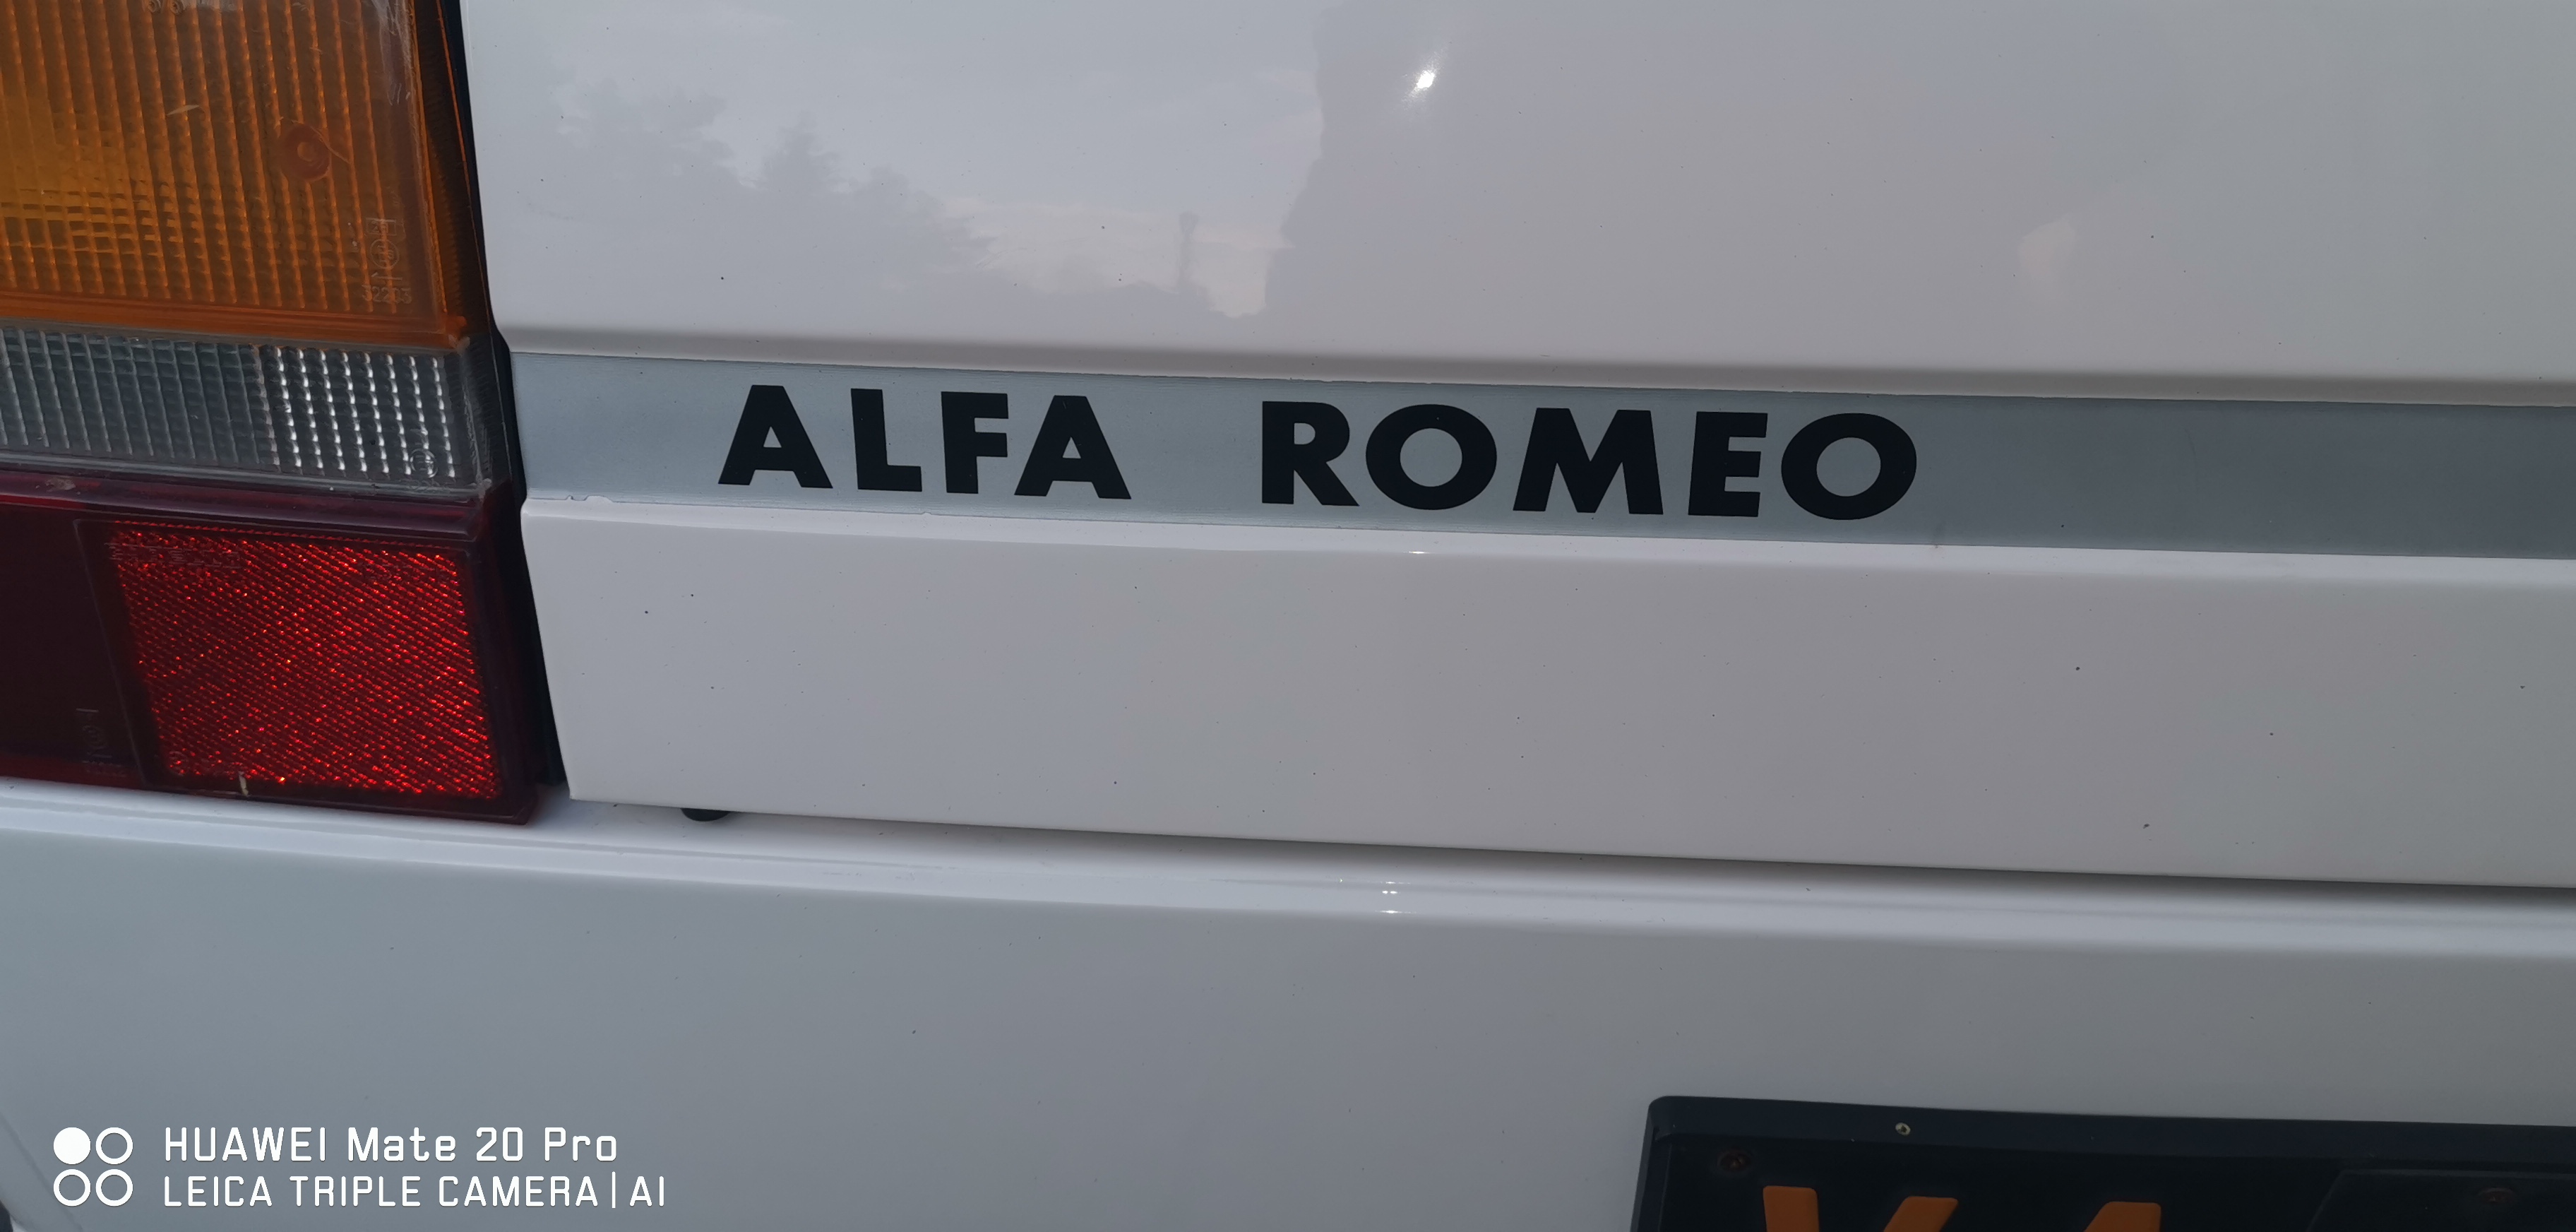 ALFA ROMEO
HUAWEI Mate 20 Pro
LEICA TRIPLE CAMERA | AI